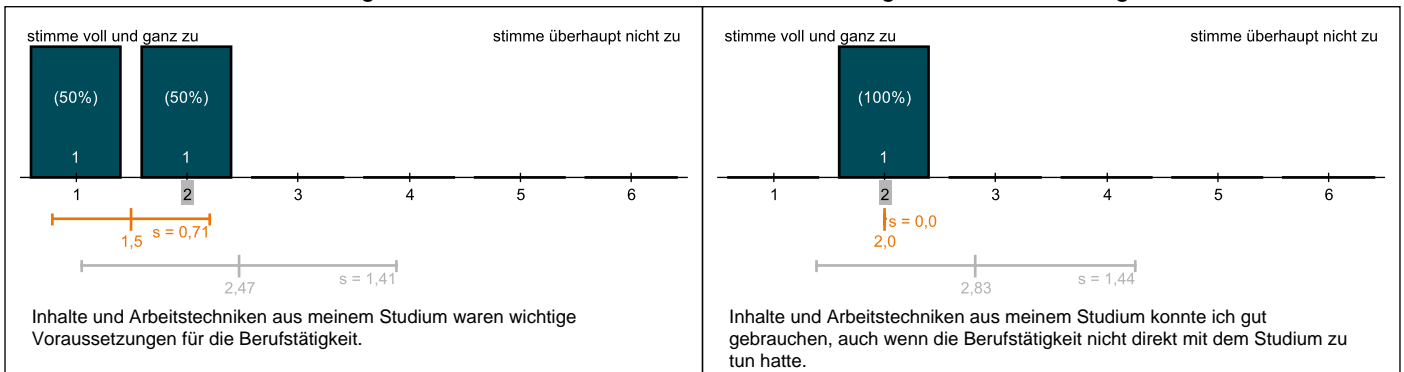 stimme voll und ganz zu
stimme überhaupt nicht zu
(50%)
(50%)
1
1
1
2
3
4
5
6
s = 0,71
1,5
s = 1,41
2,47
Inhalte und Arbeitstechniken aus meinem Studium waren wichtige
Voraussetzungen für die Berufstätigkeit.
stimme voll und ganz zu
stimme überhaupt nicht zu
(100%)
1
1
2
3
4
5
6
s = 0,0
2,0
s = 1,44
2,83
Inhalte und Arbeitstechniken aus meinem Studium konnte ich gut
gebrauchen, auch wenn die Berufstätigkeit nicht direkt mit dem Studium zu
tun hatte.